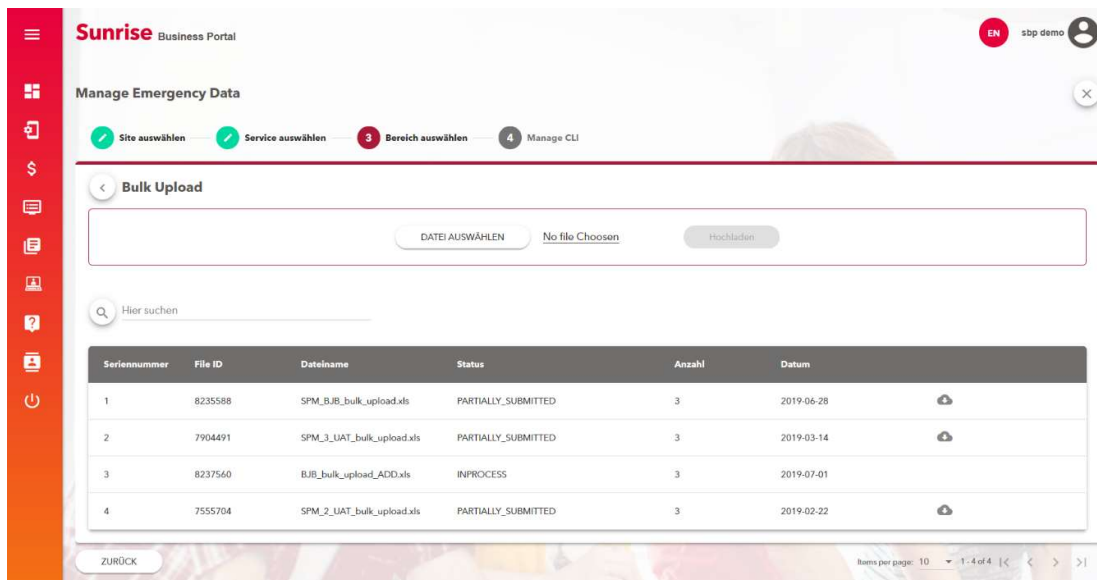 Sunrise Business Portal
EN sbp demo
Manage Emergency Data
Site auswählen Service auswählen 3 Bereich auswählen 4 Manage CLI
Bulk Upload
DATEI AUSWÄHLEN No file Choosen Hochladen
Hier suchen
Seriennummer File ID Dateiname Status Anzahl Datum
1 8235588 SPM_BJB_bulk_upload.xls PARTIALLY_SUBMITTED 3 2019-06-28
2 7904491 SPM_3_UAT_bulk_upload.xls PARTIALLY_SUBMITTED 3 2019-03-14
3 8237560 BJB_bulk_upload_ADD.xls INPROCESS 3 2019-07-01
4 7555704 SPM_2_UAT_bulk_upload.xls PARTIALLY_SUBMITTED 3 2019-02-22
ZURÜCK Items per page: 10 1 - 4 of 4